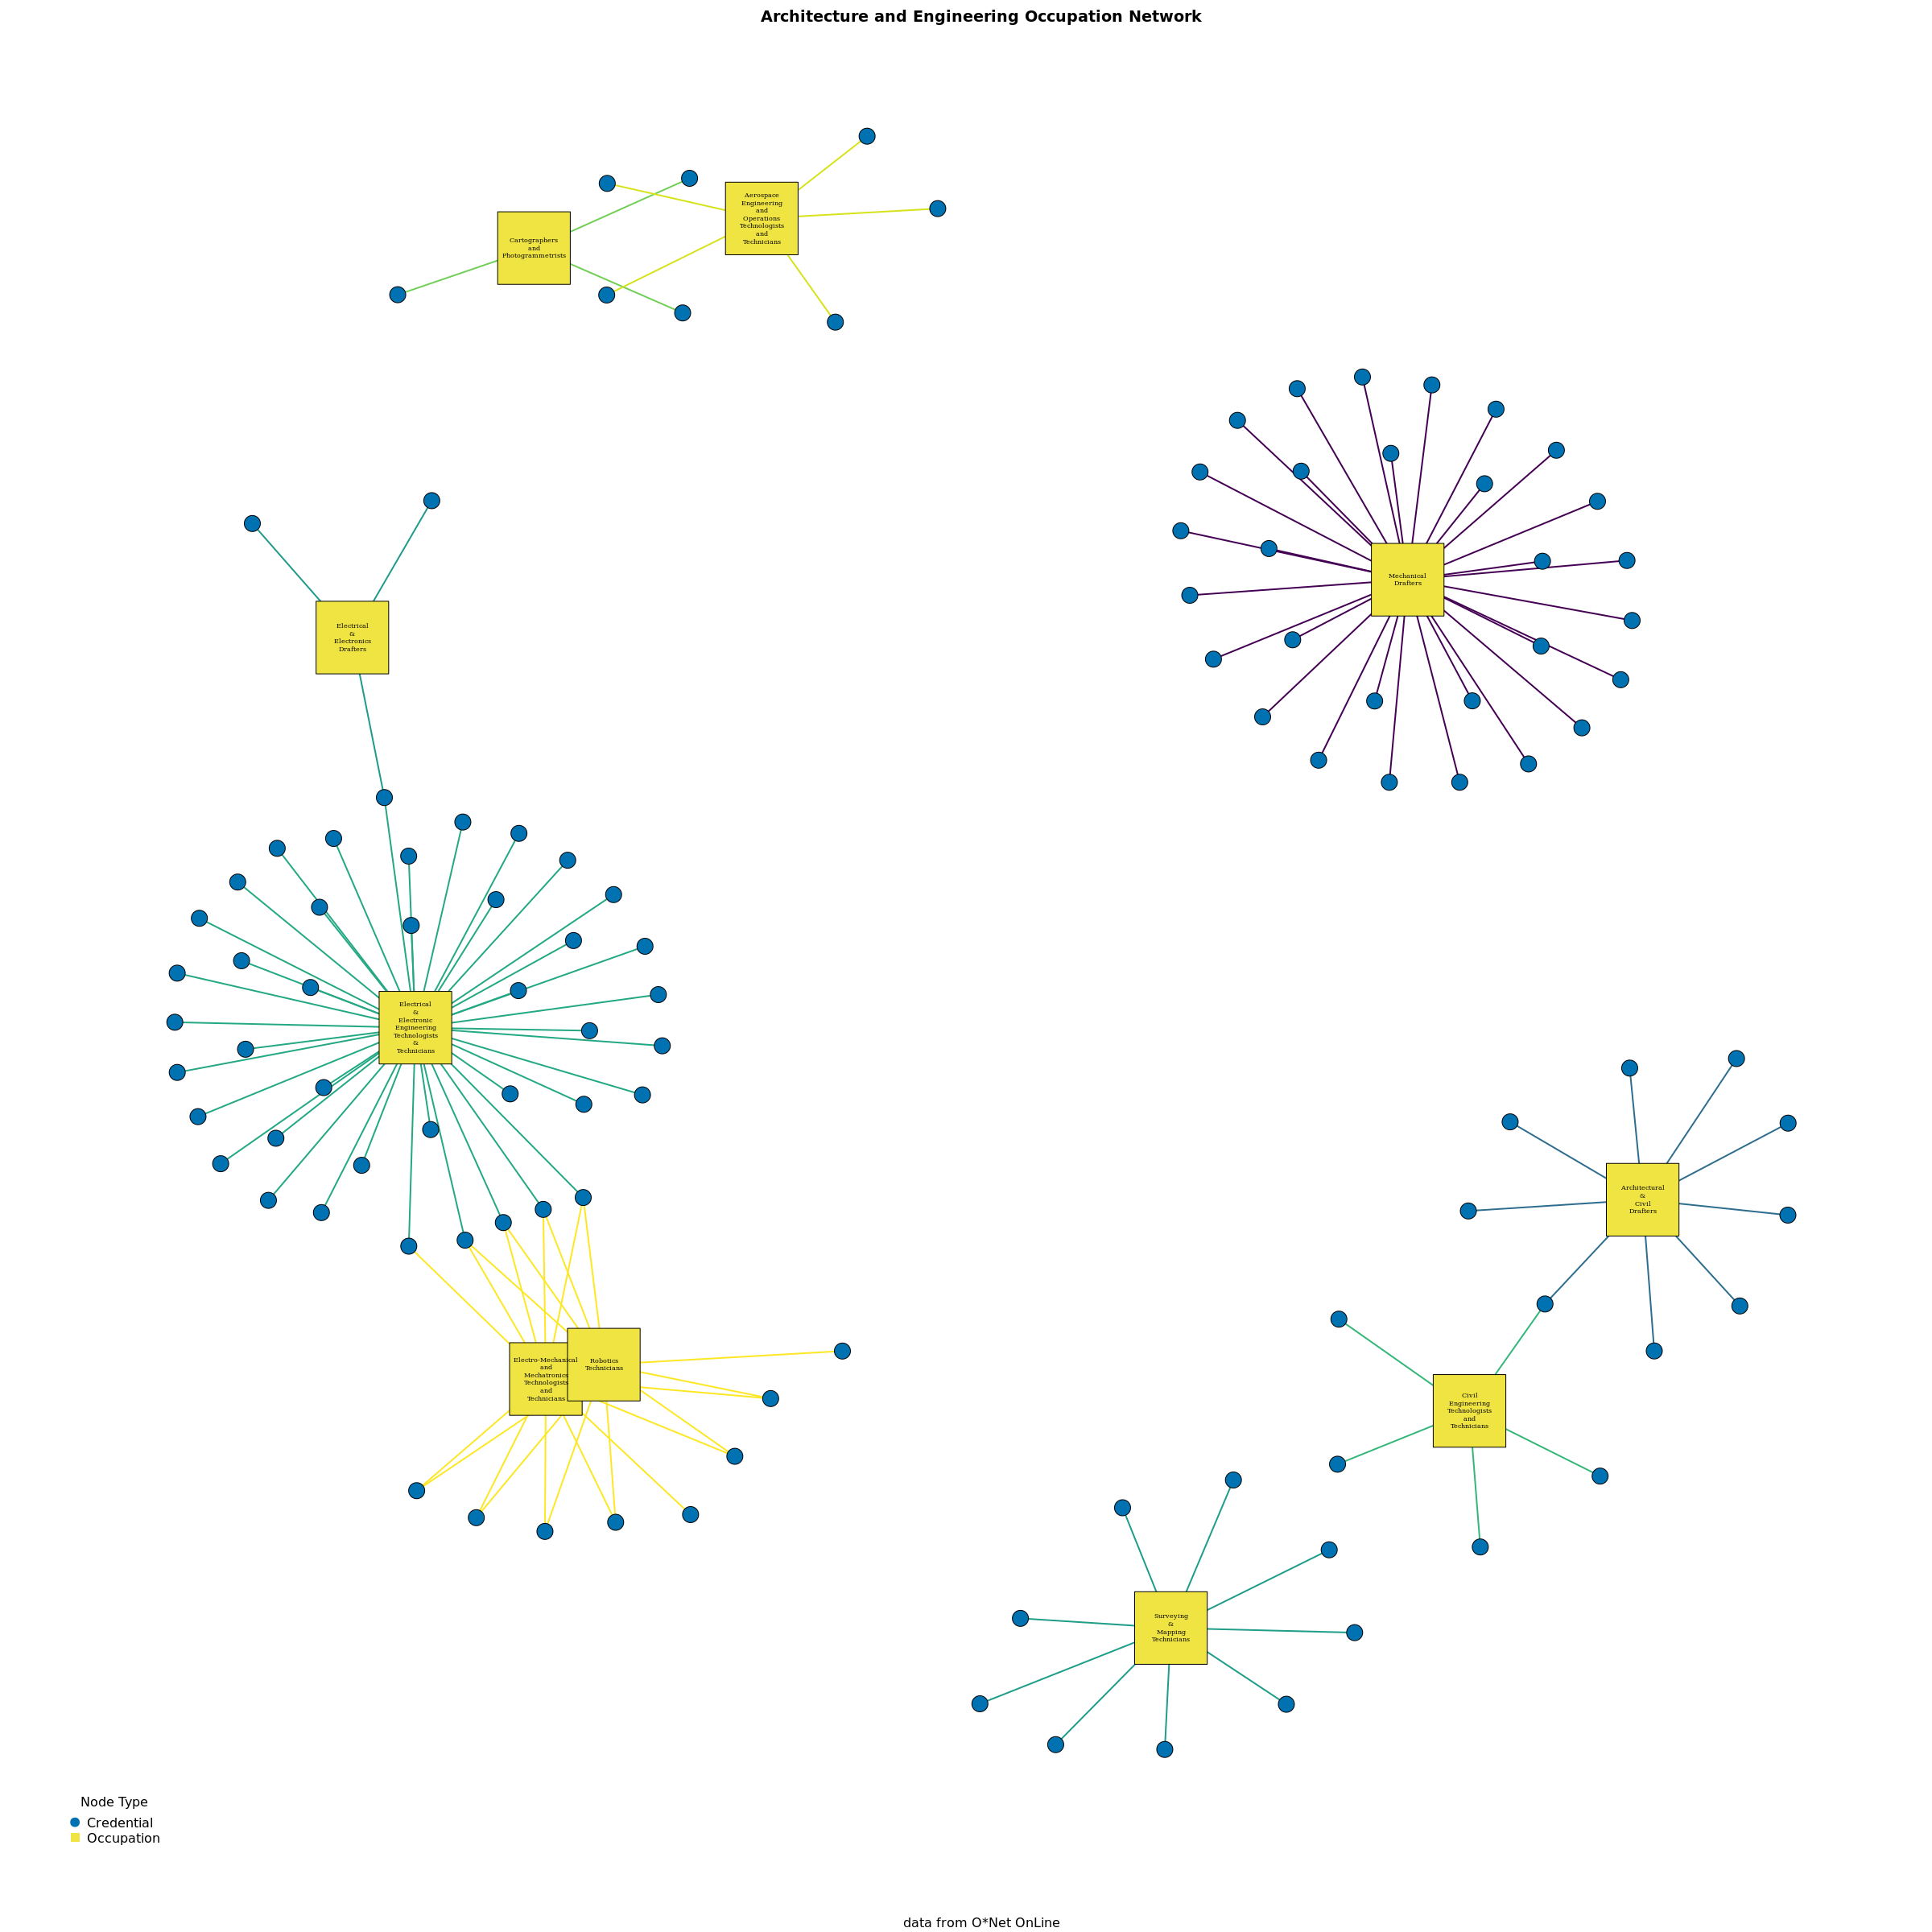 Architecture and Engineering Occupation Network
Aerospace
Engineering
and
Operations
Technologists
and
Technicians
Cartographers
and
Photogrammetrists
Mechanical
Drafters
Electrical
&
Electronics
Drafters
Electrical
&
Electronic
Engineering
Technologists
&
Technicians
Architectural
&
Civil
Drafters
Electro-Mechanical
and
Mechatronics
Technologists
and
Technicians
Robotics
Technicians
Civil
Engineering
Technologists
and
Technicians
Surveying
&
Mapping
Technicians
Node Type
Credential
Occupation
data from O*Net OnLine